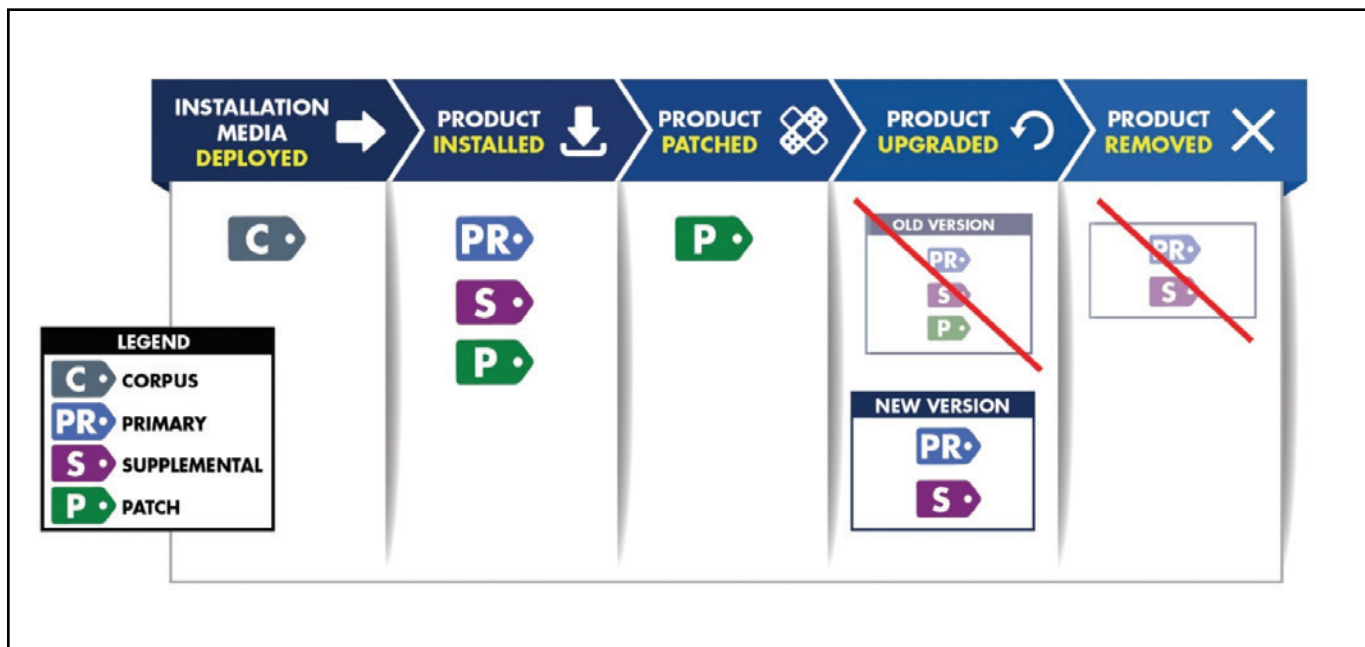 INSTALLATION
MEDIA
DEPLOYED
PRODUCT
INSTALLED
PRODUCT
PATCHED
PRODUCT
UPGRADED
PRODUCT
REMOVED
C
PR
S
P
P
OLD VERSION
PR
S
P
NEW VERSION
PR
S
PR
S
LEGEND
C CORPUS
PR PRIMARY
S SUPPLEMENTAL
P PATCH